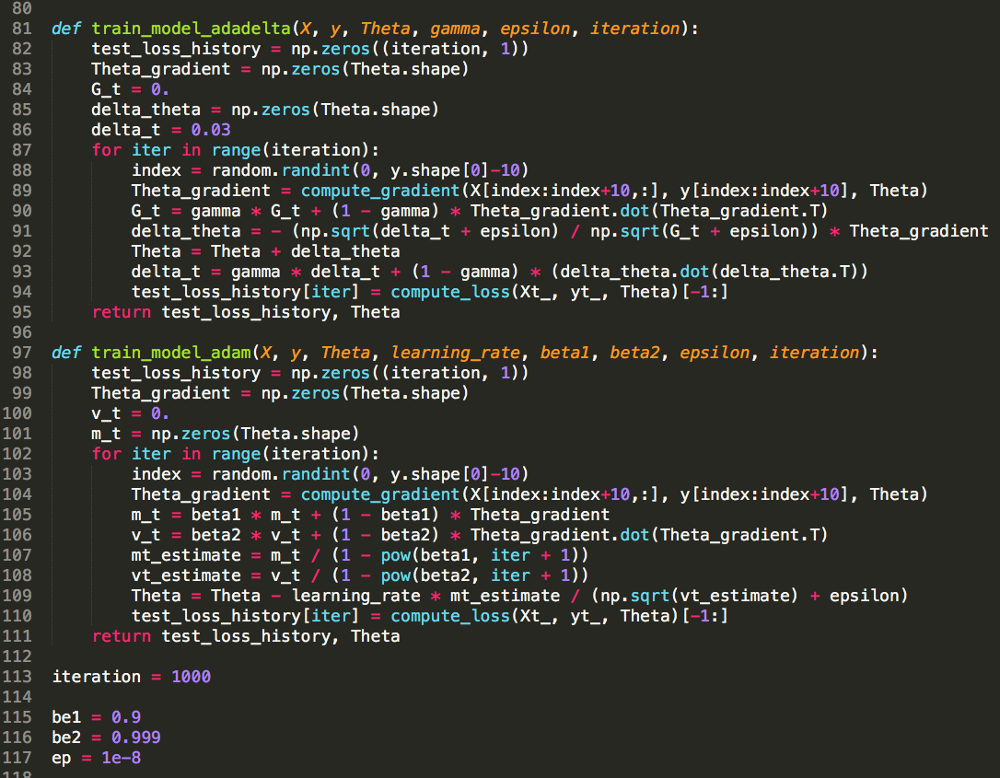 80
81 def train_model_adadelta(X, y, Theta, gamma, epsilon, iteration):
82     test_loss_history = np.zeros((iteration, 1))
83     Theta_gradient = np.zeros(Theta.shape)
84     G_t = 0.
85     delta_theta = np.zeros(Theta.shape)
86     delta_t = 0.03
87     for iter in range(iteration):
88         index = random.randint(0, y.shape[0]-10)
89         Theta_gradient = compute_gradient(X[index:index+10,:], y[index:index+10], Theta)
90         G_t = gamma * G_t + (1 - gamma) * Theta_gradient.dot(Theta_gradient.T)
91         delta_theta = - (np.sqrt(delta_t + epsilon) / np.sqrt(G_t + epsilon)) * Theta_gradient
92         Theta = Theta + delta_theta
93         delta_t = gamma * delta_t + (1 - gamma) * (delta_theta.dot(delta_theta.T))
94         test_loss_history[iter] = compute_loss(Xt_, yt_, Theta)[-1:]
95     return test_loss_history, Theta
96
97 def train_model_adam(X, y, Theta, learning_rate, beta1, beta2, epsilon, iteration):
98     test_loss_history = np.zeros((iteration, 1))
99     Theta_gradient = np.zeros(Theta.shape)
100     v_t = 0.
101     m_t = np.zeros(Theta.shape)
102     for iter in range(iteration):
103         index = random.randint(0, y.shape[0]-10)
104         Theta_gradient = compute_gradient(X[index:index+10,:], y[index:index+10], Theta)
105         m_t = beta1 * m_t + (1 - beta1) * Theta_gradient
106         v_t = beta2 * v_t + (1 - beta2) * Theta_gradient.dot(Theta_gradient.T)
107         mt_estimate = m_t / (1 - pow(beta1, iter + 1))
108         vt_estimate = v_t / (1 - pow(beta2, iter + 1))
109         Theta = Theta - learning_rate * mt_estimate / (np.sqrt(vt_estimate) + epsilon)
110         test_loss_history[iter] = compute_loss(Xt_, yt_, Theta)[-1:]
111     return test_loss_history, Theta
112
113 iteration = 1000
114
115 be1 = 0.9
116 be2 = 0.999
117 ep = 1e-8
118